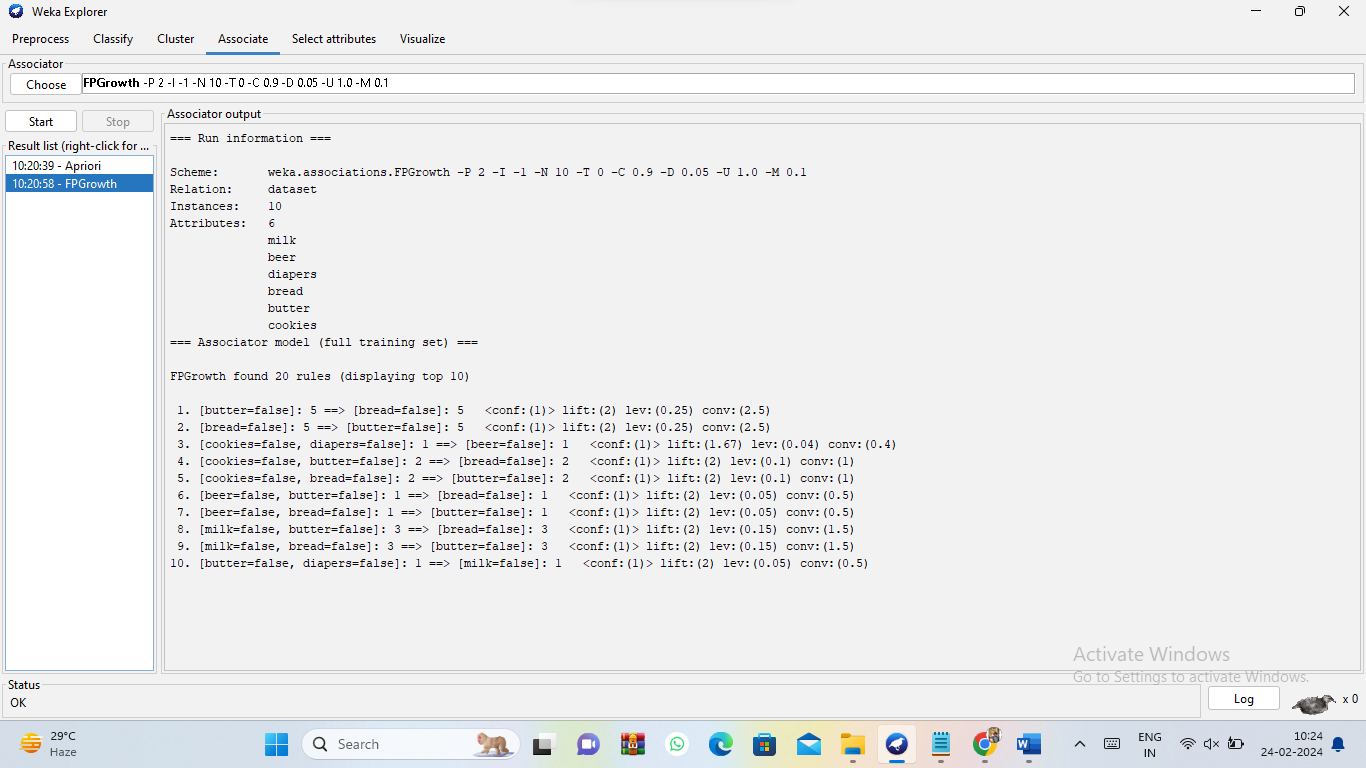 Weka Explorer
Preprocess Classify Cluster Associate Select attributes Visualize
Associator
Choose FPGrowth -P 2 -I -1 -N 10 -T 0 -C 0.9 -D 0.05 -U 1.0 -M 0.1
Start Stop
Result list (right-click for ...
10:20:39 - Apriori
10:20:58 - FPGrowth
Associator output
=== Run information ===
Scheme: weka.associations.FPGrowth -P 2 -I -1 -N 10 -T 0 -C 0.9 -D 0.05 -U 1.0 -M 0.1
Relation: dataset
Instances: 10
Attributes: 6
milk
beer
diapers
bread
butter
cookies
=== Associator model (full training set) ===
FPGrowth found 20 rules (displaying top 10)
1. [butter=false]: 5 ==> [bread=false]: 5 <conf:(1)> lift:(2) lev:(0.25) conv:(2.5)
2. [bread=false]: 5 ==> [butter=false]: 5 <conf:(1)> lift:(2) lev:(0.25) conv:(2.5)
3. [cookies=false, diapers=false]: 1 ==> [beer=false]: 1 <conf:(1)> lift:(1.67) lev:(0.04) conv:(0.4)
4. [cookies=false, butter=false]: 2 ==> [bread=false]: 2 <conf:(1)> lift:(2) lev:(0.1) conv:(1)
5. [cookies=false, bread=false]: 2 ==> [butter=false]: 2 <conf:(1)> lift:(2) lev:(0.1) conv:(1)
6. [beer=false, butter=false]: 1 ==> [bread=false]: 1 <conf:(1)> lift:(2) lev:(0.05) conv:(0.5)
7. [beer=false, bread=false]: 1 ==> [butter=false]: 1 <conf:(1)> lift:(2) lev:(0.05) conv:(0.5)
8. [milk=false, butter=false]: 3 ==> [bread=false]: 3 <conf:(1)> lift:(2) lev:(0.15) conv:(1.5)
9. [milk=false, bread=false]: 3 ==> [butter=false]: 3 <conf:(1)> lift:(2) lev:(0.15) conv:(1.5)
10. [butter=false, diapers=false]: 1 ==> [milk=false]: 1 <conf:(1)> lift:(2) lev:(0.05) conv:(0.5)
Activate Windows
Go to Settings to activate Windows.
Status
OK
Log
x 0
29°C
Haze
Search
ENG
IN
10:24
24-02-2024